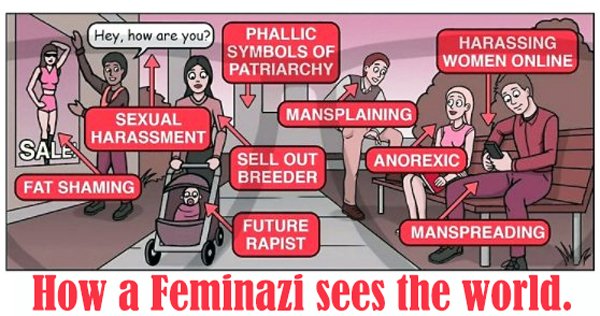 Hey, how are you?
PHALLIC
SYMBOLS OF
PATRIARCHY
HARASSING
WOMEN ONLINE
SEXUAL
HARASSMENT
MANSPLAINING
SALE
SELL OUT
BREEDER
ANOREXIC
FAT SHAMING
FUTURE
RAPIST
MANSPREADING
How a Feminazi sees the world.